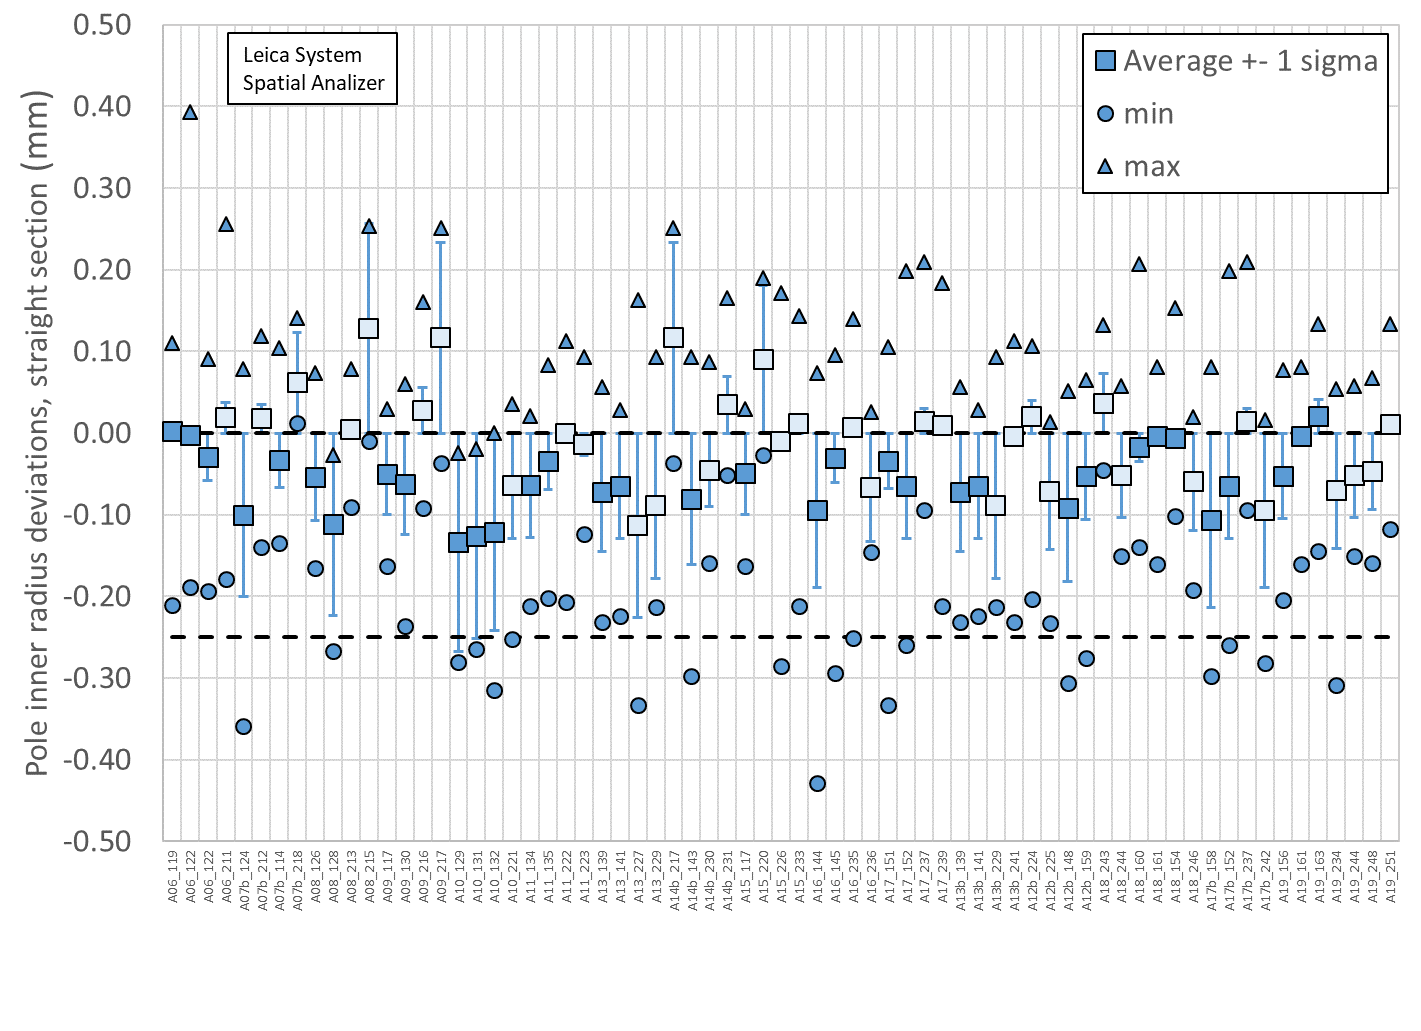 0.50
0.40
0.30
0.20
0.10
0.00
-0.10
-0.20
-0.30
-0.40
-0.50
Pole inner radius deviations, straight section (mm)
Leica System
Spatial Analizer
Average +- 1 sigma
min
max
A06_119
A06_122
A06_122
A06_211
A07b_124
A07b_212
A07b_114
A07b_218
A08_126
A08_128
A08_213
A08_215
A09_117
A09_130
A09_216
A09_217
A10_129
A10_131
A10_132
A10_221
A11_134
A11_135
A11_222
A11_223
A13_139
A13_141
A13_227
A13_229
A14b_217
A14b_143
A14b_230
A14b_231
A15_117
A15_220
A15_226
A15_233
A16_144
A16_145
A16_235
A16_236
A17_151
A17_152
A17_237
A17_239
A13b_139
A13b_141
A13b_229
A13b_241
A12b_224
A12b_225
A12b_148
A12b_159
A18_243
A18_244
A18_160
A18_161
A18_154
A18_246
A17b_158
A17b_152
A17b_237
A17b_242
A19_156
A19_161
A19_163
A19_234
A19_244
A19_248
A19_251